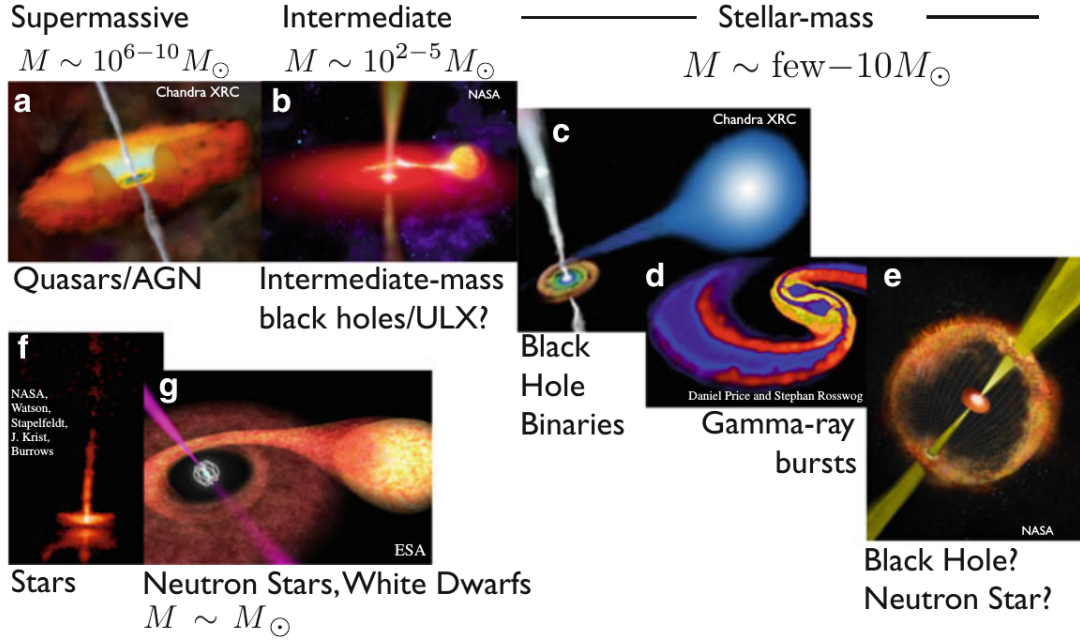 Supermassive
M ~ 10^{6−10} M_⊙
Intermediate
M ~ 10^{2−5} M_⊙
Stellar-mass
M ~ few−10M_⊙
a
Chandra XRC
b
NASA
c
Chandra XRC
Quasars/AGN
Intermediate-mass
black holes/ULX?
d
Daniel Price and Stephan Rosswog
e
NASA
Black
Hole
Binaries
Gamma-ray
bursts
Black Hole?
Neutron Star?
f
NASA,
Watson,
Stapelfeldt,
J. Krist,
Burrows
g
ESA
Stars
Neutron Stars, White Dwarfs
M ~ M_⊙